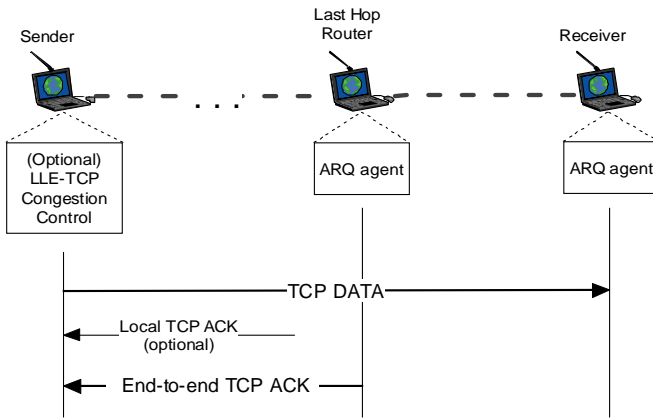 Sender
Last Hop
Router
Receiver
. . .
(Optional)
LLE-TCP
Congestion
Control
ARQ agent
ARQ agent
TCP DATA
Local TCP ACK
(optional)
End-to-end TCP ACK